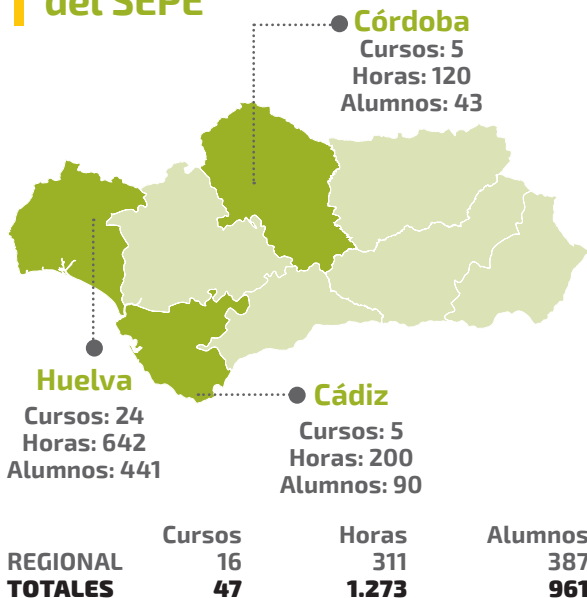 del SEPE
Córdoba
Cursos: 5
Horas: 120
Alumnos: 43
Huelva
Cursos: 24
Horas: 642
Alumnos: 441
Cádiz
Cursos: 5
Horas: 200
Alumnos: 90
Cursos Horas Alumnos
REGIONAL 16 311 387
TOTALES 47 1.273 961